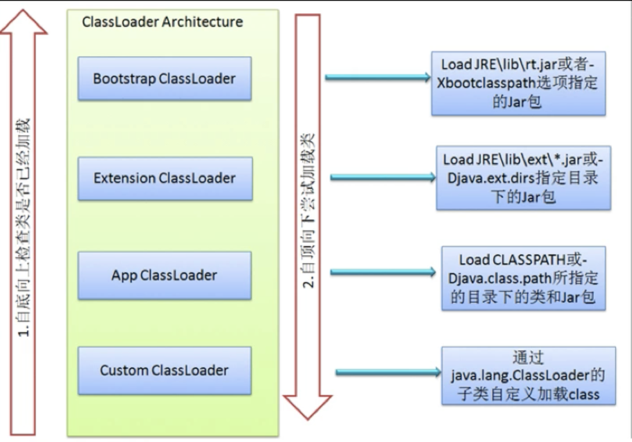 ClassLoader Architecture
Bootstrap ClassLoader
Extension ClassLoader
App ClassLoader
Custom ClassLoader
1.自底向上检查类是否已经加载
2.自顶向下尝试加载类
Load JRE\lib\rt.jar或者-
Xbootclasspath选项指定
的Jar包
Load JRE\lib\ext\*.jar或-
Djava.ext.dirs指定目录
下的Jar包
Load CLASSPATH或-
Djava.class.path所指定
的目录下的类和Jar包
通过
java.lang.ClassLoader的
子类自定义加载class